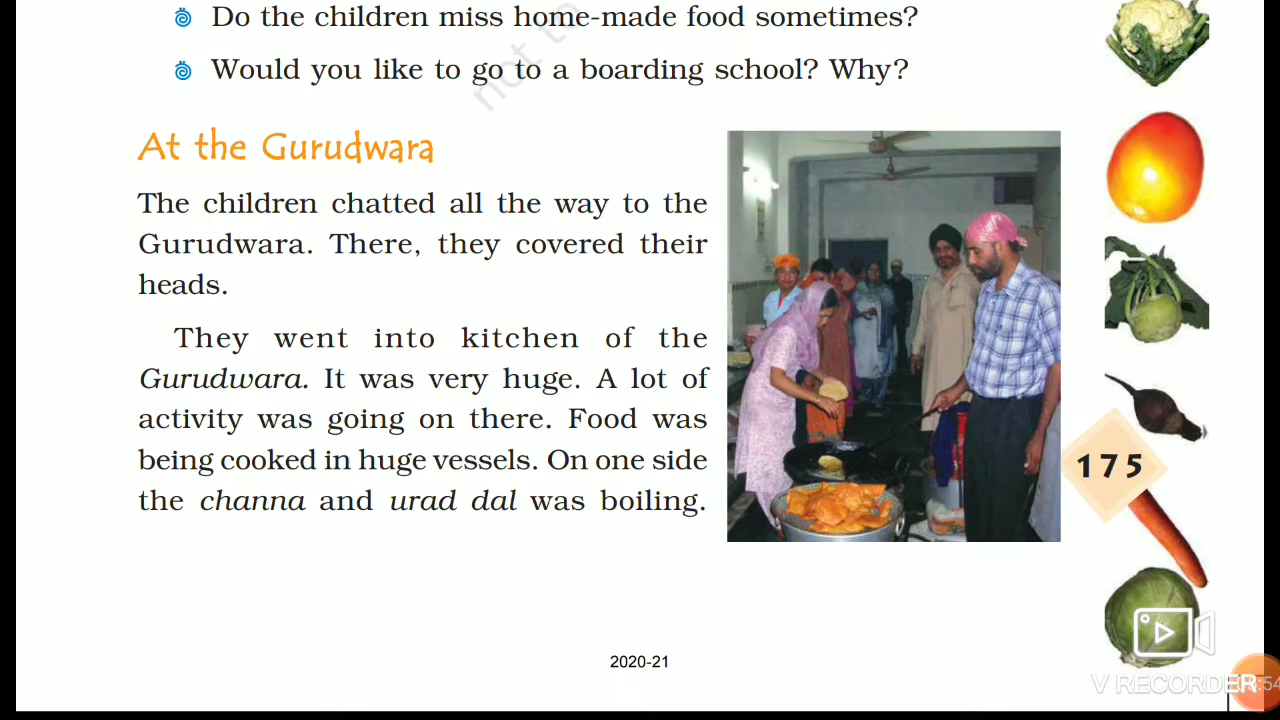 Do the children miss home-made food sometimes?
Would you like to go to a boarding school? Why?
not to
At the Gurudwara
The children chatted all the way to the
Gurudwara. There, they covered their
heads.
They went into kitchen of the
Gurudwara. It was very huge. A lot of
activity was going on there. Food was
being cooked in huge vessels. On one side
the channa and urad dal was boiling.
175
2020-21
V RECORDER